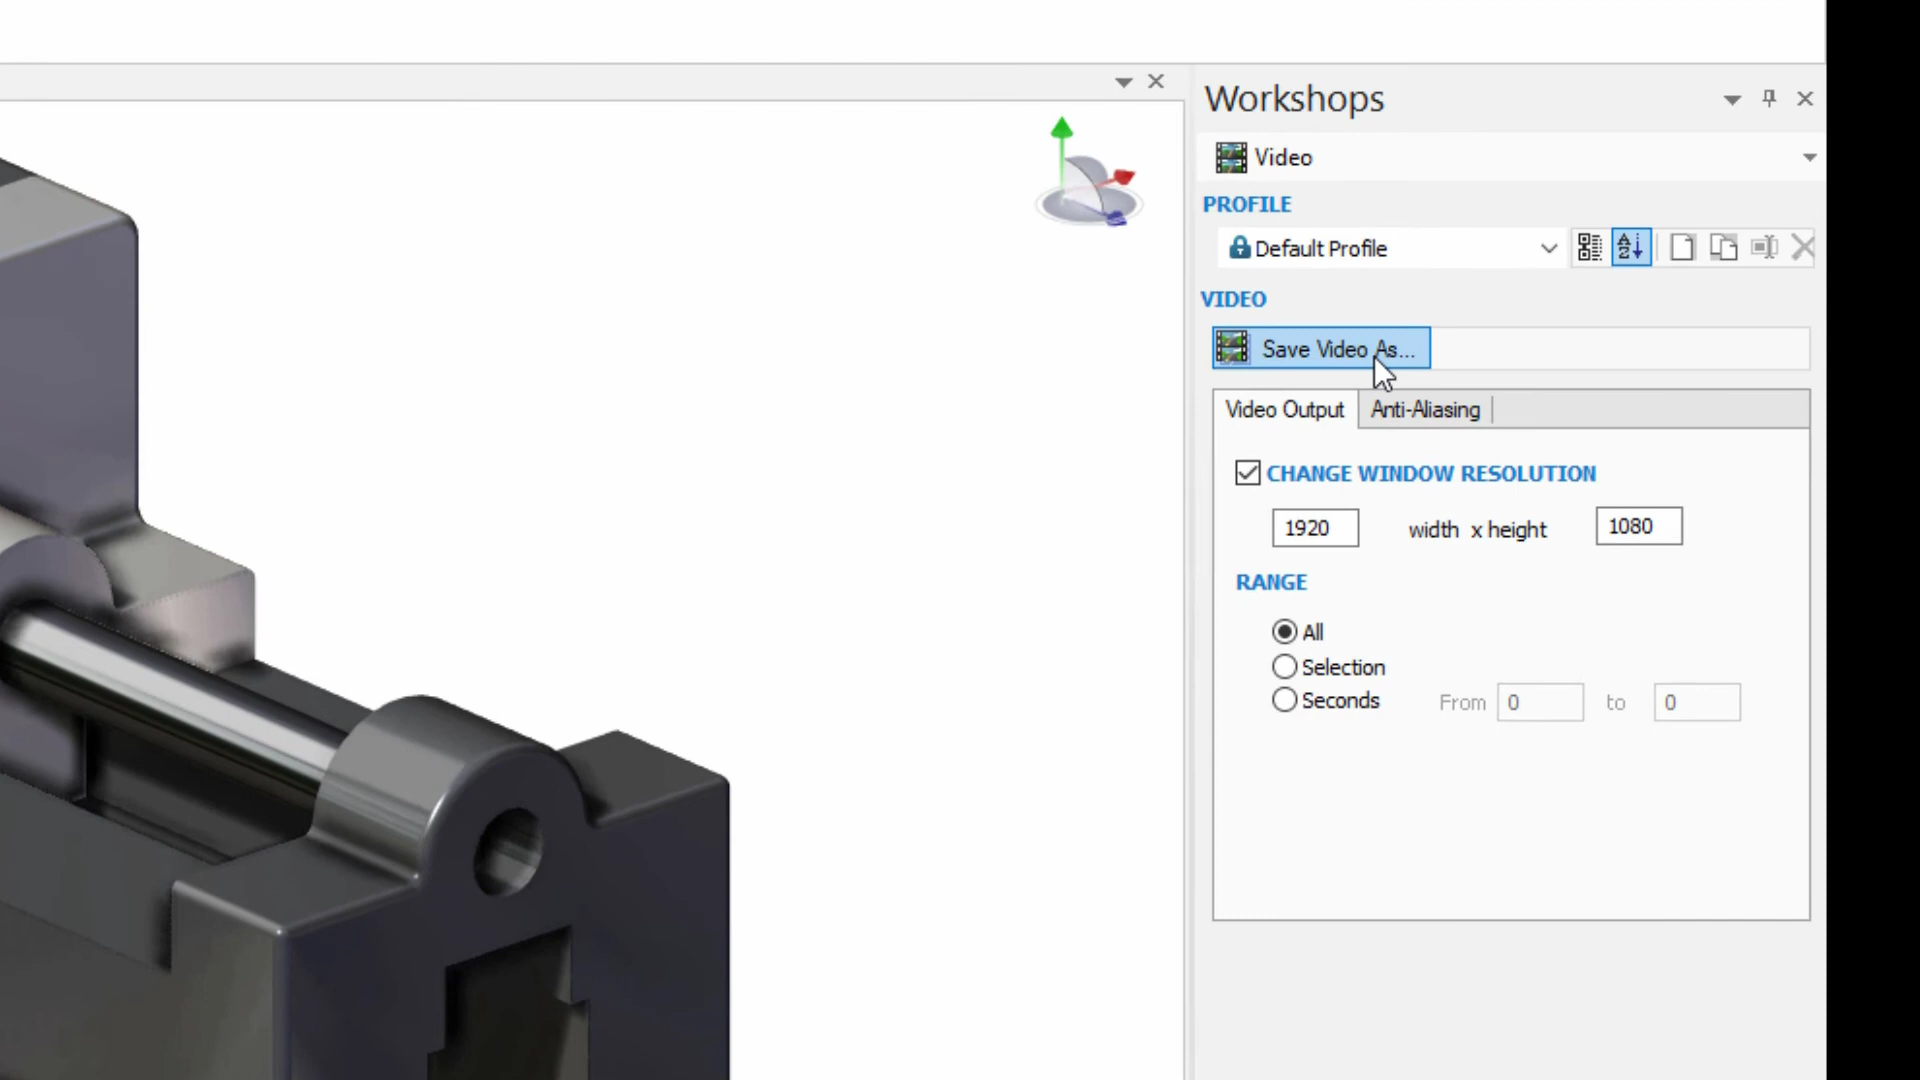 Workshops
Video
PROFILE
Default Profile
VIDEO
Save Video As...
Video Output Anti-Aliasing
CHANGE WINDOW RESOLUTION
1920 width x height 1080
RANGE
All
Selection
Seconds From 0 to 0